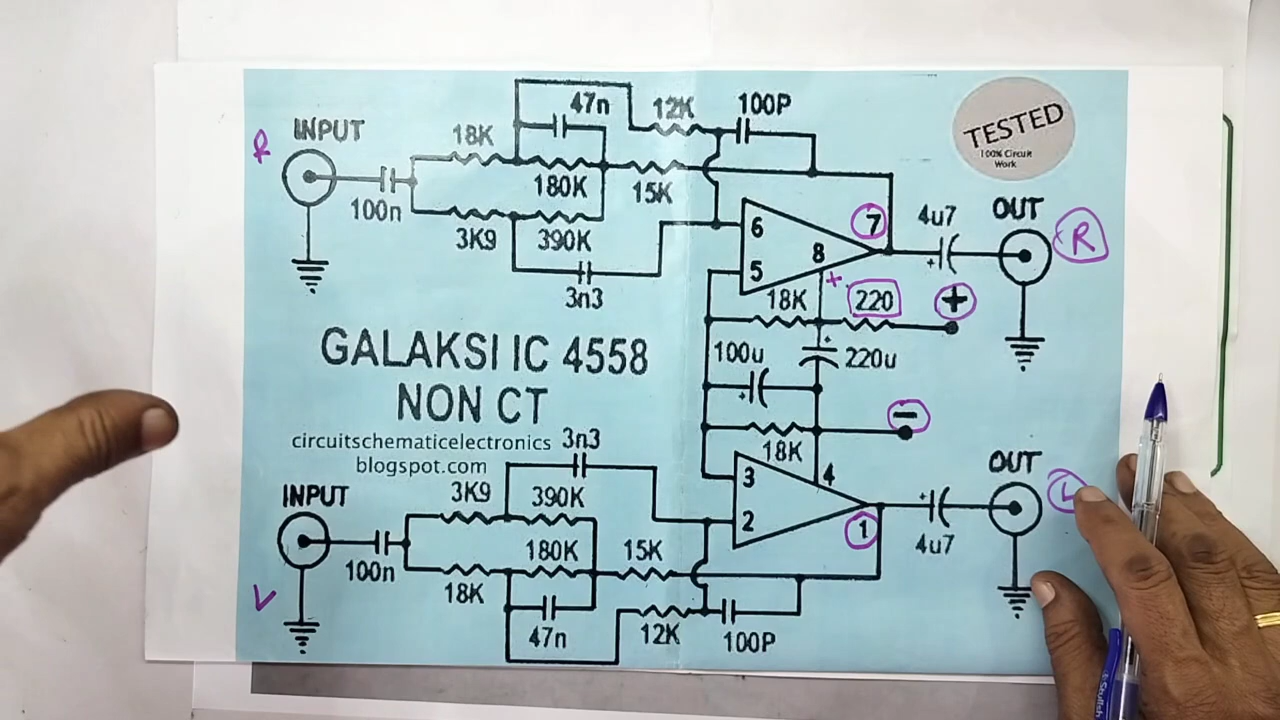 INPUT
R
100n
18K
47n
180K
12K
100P
15K
3K9
390K
3n3
6
5
7
8
+
4u7
OUT
R
TESTED
100% Circuit
Work
18K
220
+
100u
220u
GALAKSI IC 4558
NON CT
circuitschematicelectronics
blogspot.com
18K
−
3n3
INPUT
3K9
390K
100n
180K
15K
18K
47n
12K
100P
3
2
4
1
4u7
OUT
L